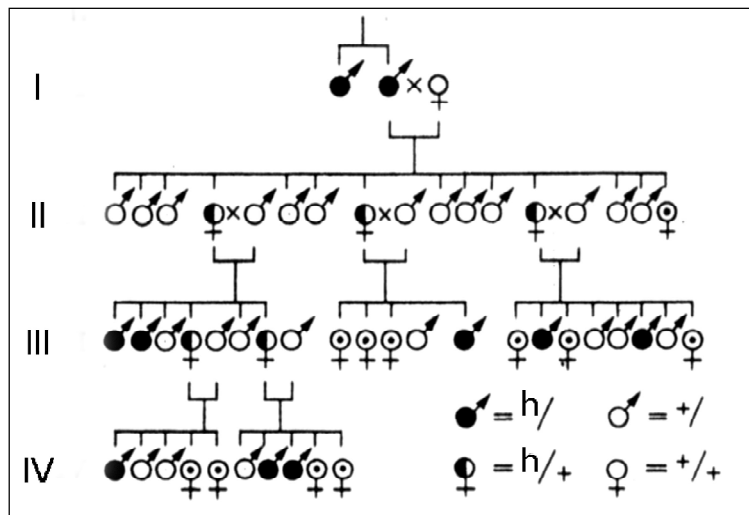 I
II
III
IV
× 
× × ×
= h/ = +/
= h/+ = +/+